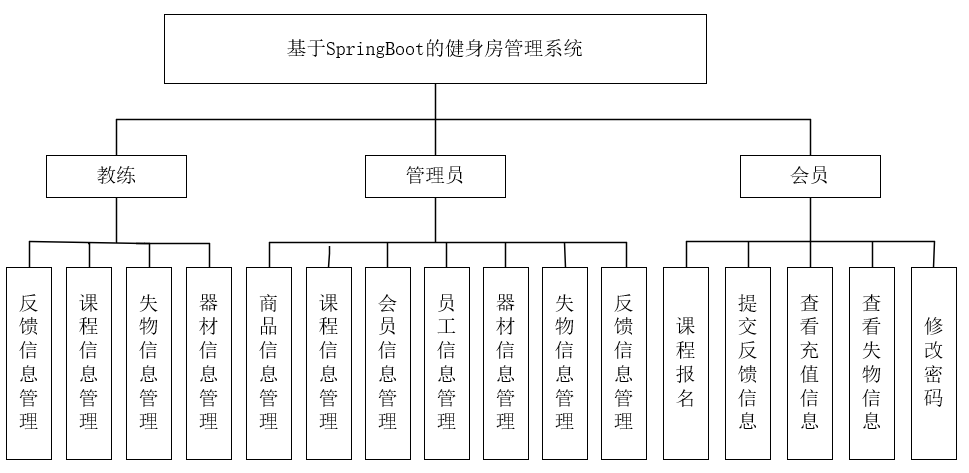 基于SpringBoot的健身房管理系统
教练
管理员
会员
反馈信息管理
课程信息管理
失物信息管理
器材信息管理
商品信息管理
课程信息管理
会员信息管理
员工信息管理
器材信息管理
失物信息管理
反馈信息管理
课程报名
提交反馈信息
查看充值信息
查看失物信息
修改密码